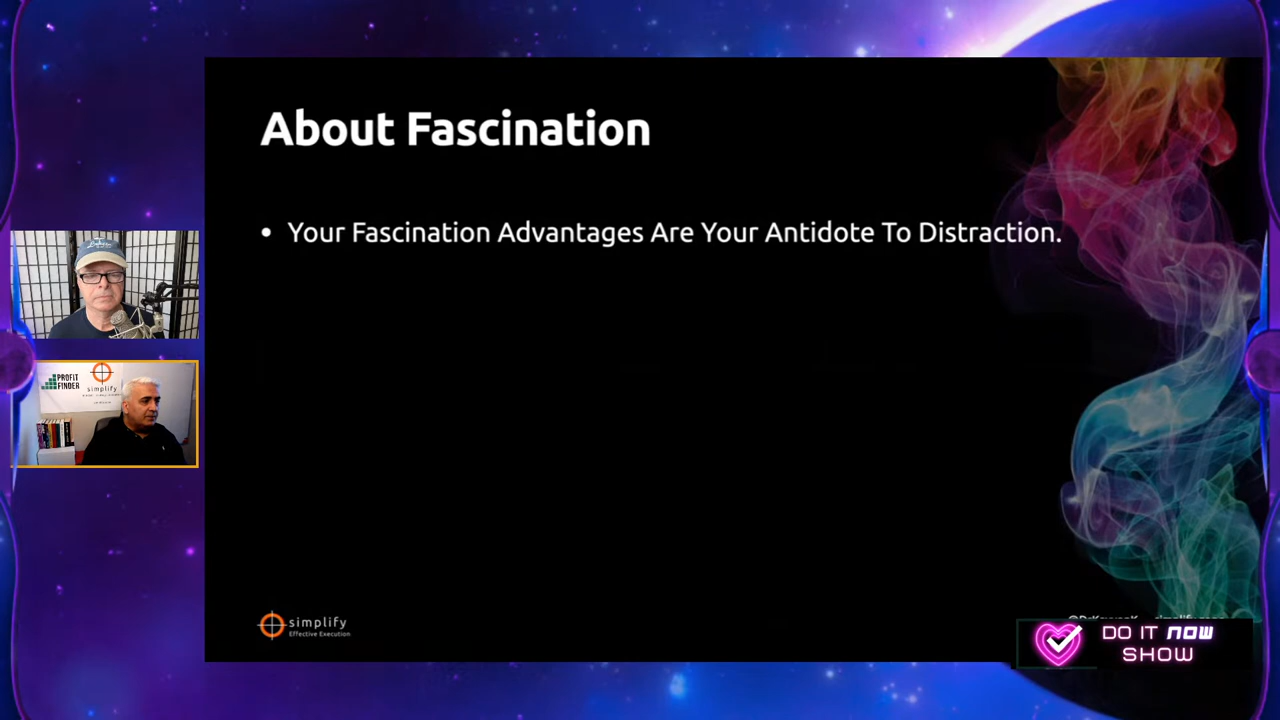 About Fascination
• Your Fascination Advantages Are Your Antidote To Distraction.
PROFIT
FINDER
simplify
simplify
Effective Execution
DO IT NOW
SHOW